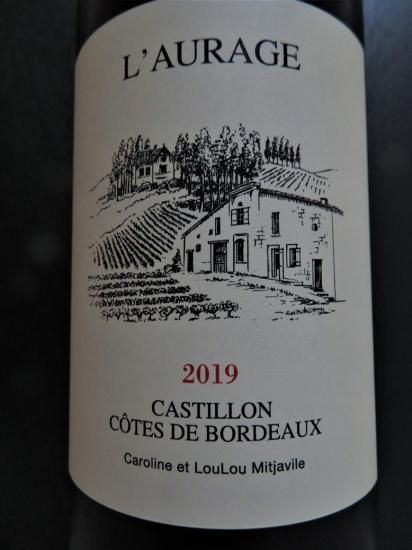 L'AURAGE
2019
CASTILLON
CÔTES DE BORDEAUX
Caroline et LouLou Mitjavile